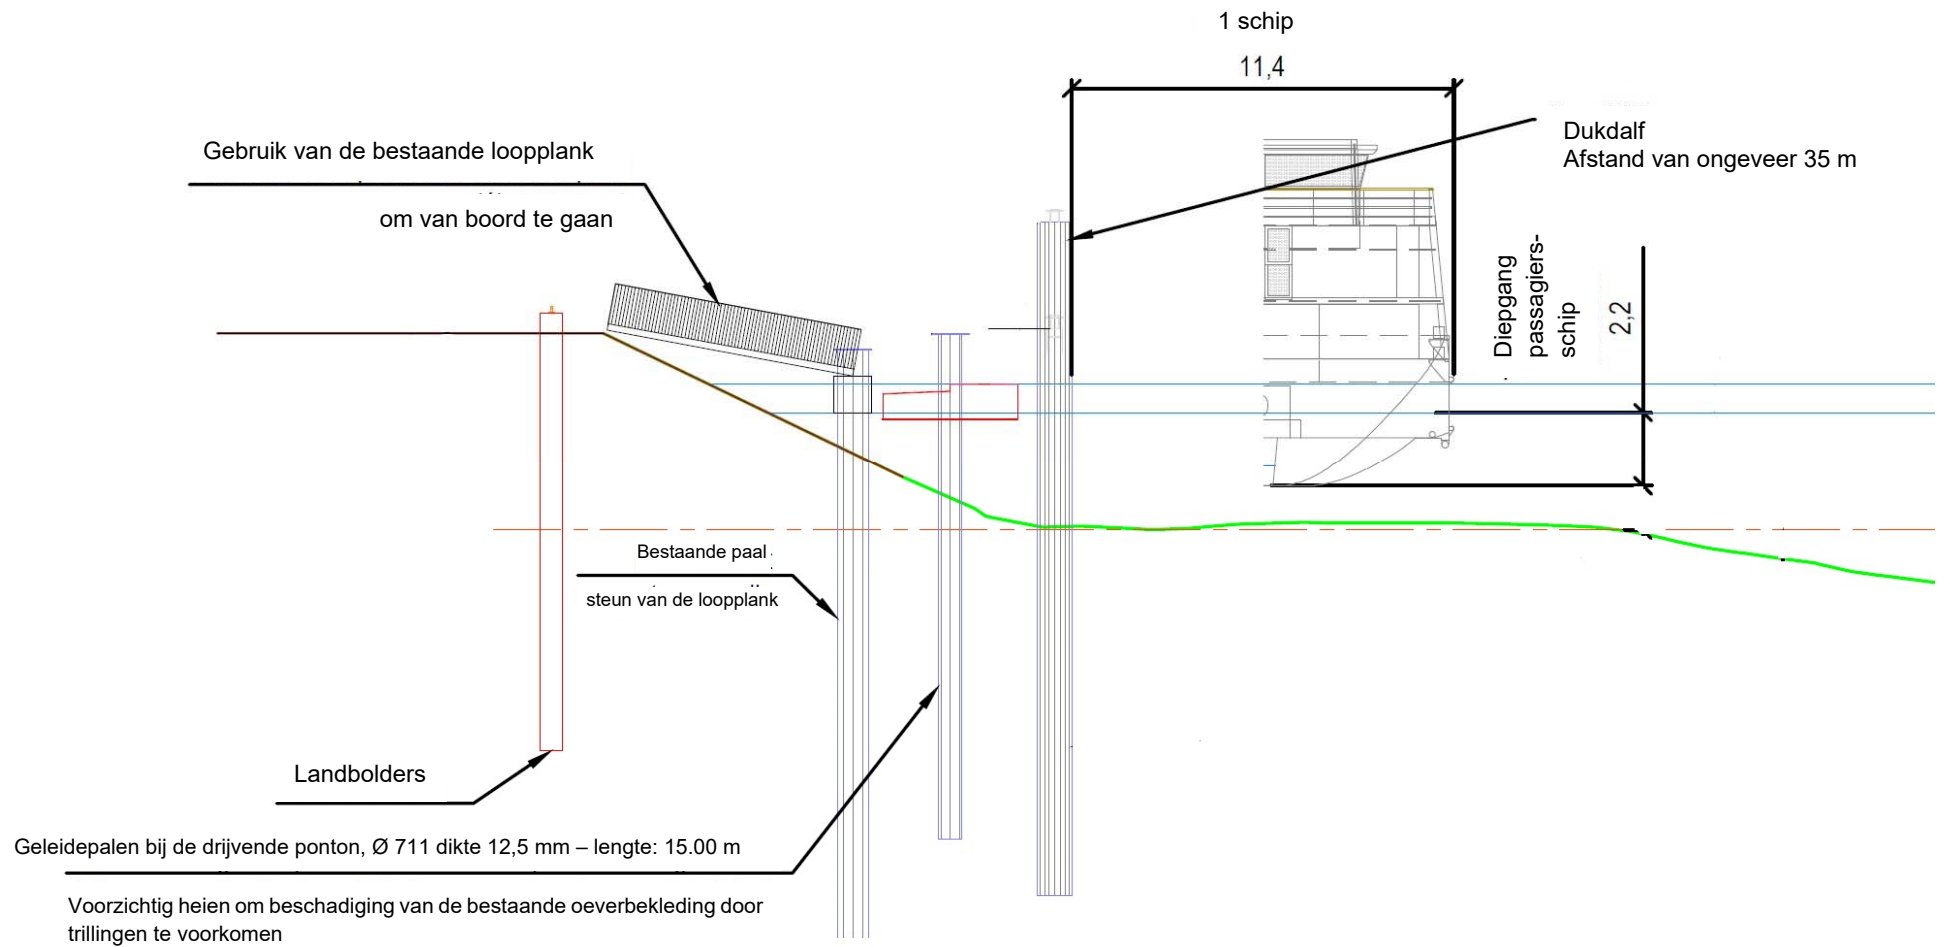 1 schip
11,4
Dukdalf
Afstand van ongeveer 35 m
Gebruik van de bestaande loopplank
om van boord te gaan
Diepgang
passagiers-
schip
2,2
Bestaande paal
steun van de loopplank
Landbolders
Geleidepalen bij de drijvende ponton, Ø 711 dikte 12,5 mm – lengte: 15.00 m
Voorzichtig heien om beschadiging van de bestaande oeverbekleding door
trillingen te voorkomen